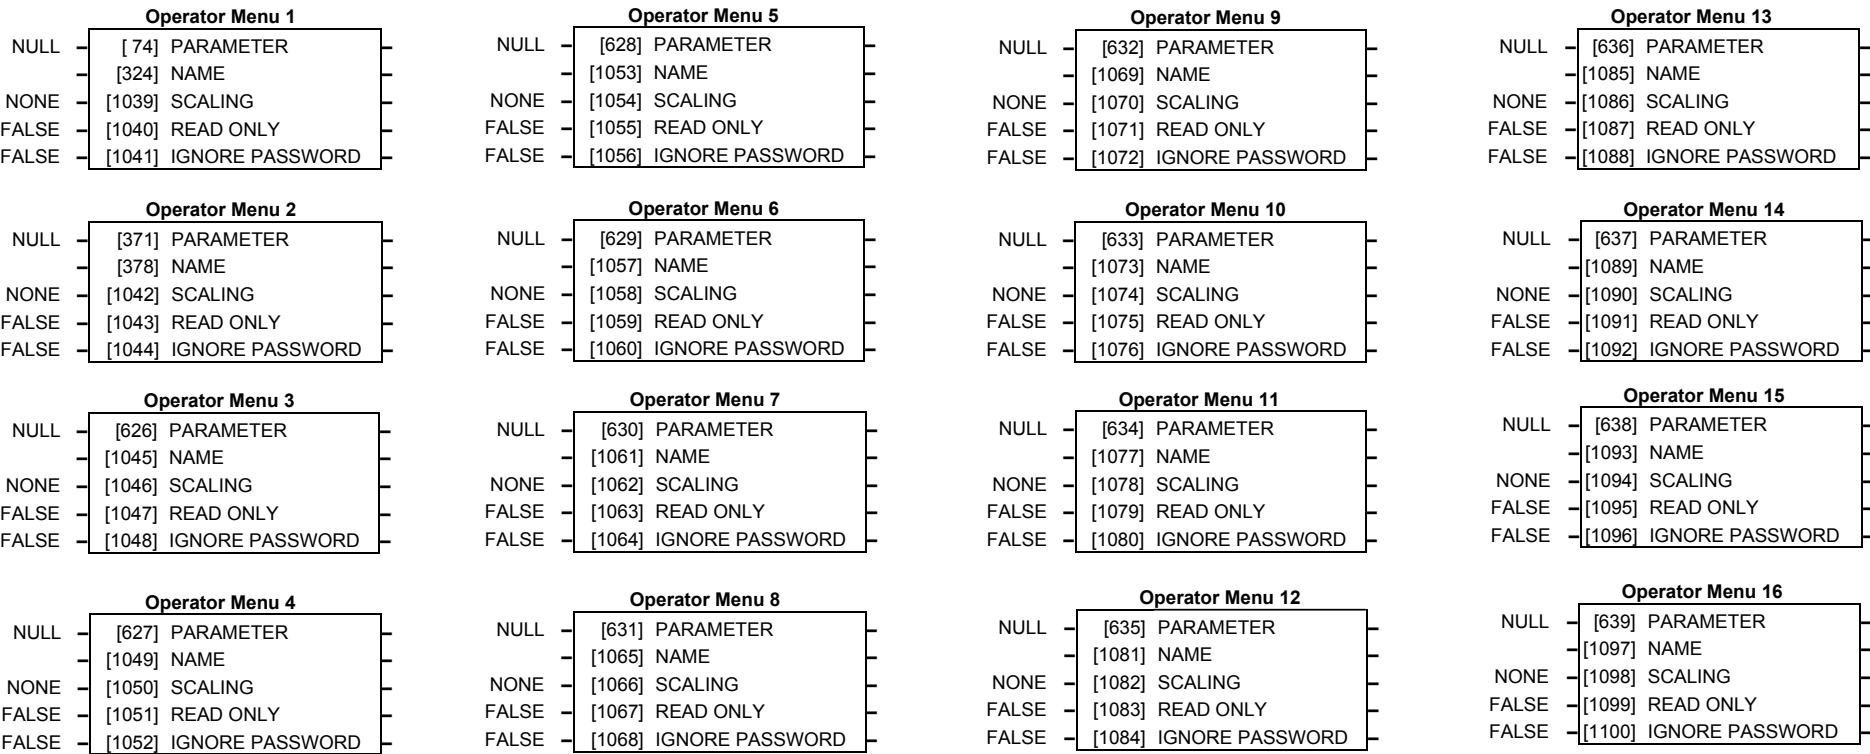 Operator Menu 1
NULL [ 74] PARAMETER
[324] NAME
NONE [1039] SCALING
FALSE [1040] READ ONLY
FALSE [1041] IGNORE PASSWORD
Operator Menu 2
NULL [371] PARAMETER
[378] NAME
NONE [1042] SCALING
FALSE [1043] READ ONLY
FALSE [1044] IGNORE PASSWORD
Operator Menu 3
NULL [626] PARAMETER
[1045] NAME
NONE [1046] SCALING
FALSE [1047] READ ONLY
FALSE [1048] IGNORE PASSWORD
Operator Menu 4
NULL [627] PARAMETER
[1049] NAME
NONE [1050] SCALING
FALSE [1051] READ ONLY
FALSE [1052] IGNORE PASSWORD
Operator Menu 5
NULL [628] PARAMETER
[1053] NAME
NONE [1054] SCALING
FALSE [1055] READ ONLY
FALSE [1056] IGNORE PASSWORD
Operator Menu 6
NULL [629] PARAMETER
[1057] NAME
NONE [1058] SCALING
FALSE [1059] READ ONLY
FALSE [1060] IGNORE PASSWORD
Operator Menu 7
NULL [630] PARAMETER
[1061] NAME
NONE [1062] SCALING
FALSE [1063] READ ONLY
FALSE [1064] IGNORE PASSWORD
Operator Menu 8
NULL [631] PARAMETER
[1065] NAME
NONE [1066] SCALING
FALSE [1067] READ ONLY
FALSE [1068] IGNORE PASSWORD
Operator Menu 9
NULL [632] PARAMETER
[1069] NAME
NONE [1070] SCALING
FALSE [1071] READ ONLY
FALSE [1072] IGNORE PASSWORD
Operator Menu 10
NULL [633] PARAMETER
[1073] NAME
NONE [1074] SCALING
FALSE [1075] READ ONLY
FALSE [1076] IGNORE PASSWORD
Operator Menu 11
NULL [634] PARAMETER
[1077] NAME
NONE [1078] SCALING
FALSE [1079] READ ONLY
FALSE [1080] IGNORE PASSWORD
Operator Menu 12
NULL [635] PARAMETER
[1081] NAME
NONE [1082] SCALING
FALSE [1083] READ ONLY
FALSE [1084] IGNORE PASSWORD
Operator Menu 13
NULL [636] PARAMETER
[1085] NAME
NONE [1086] SCALING
FALSE [1087] READ ONLY
FALSE [1088] IGNORE PASSWORD
Operator Menu 14
NULL [637] PARAMETER
[1089] NAME
NONE [1090] SCALING
FALSE [1091] READ ONLY
FALSE [1092] IGNORE PASSWORD
Operator Menu 15
NULL [638] PARAMETER
[1093] NAME
NONE [1094] SCALING
FALSE [1095] READ ONLY
FALSE [1096] IGNORE PASSWORD
Operator Menu 16
NULL [639] PARAMETER
[1097] NAME
NONE [1098] SCALING
FALSE [1099] READ ONLY
FALSE [1100] IGNORE PASSWORD